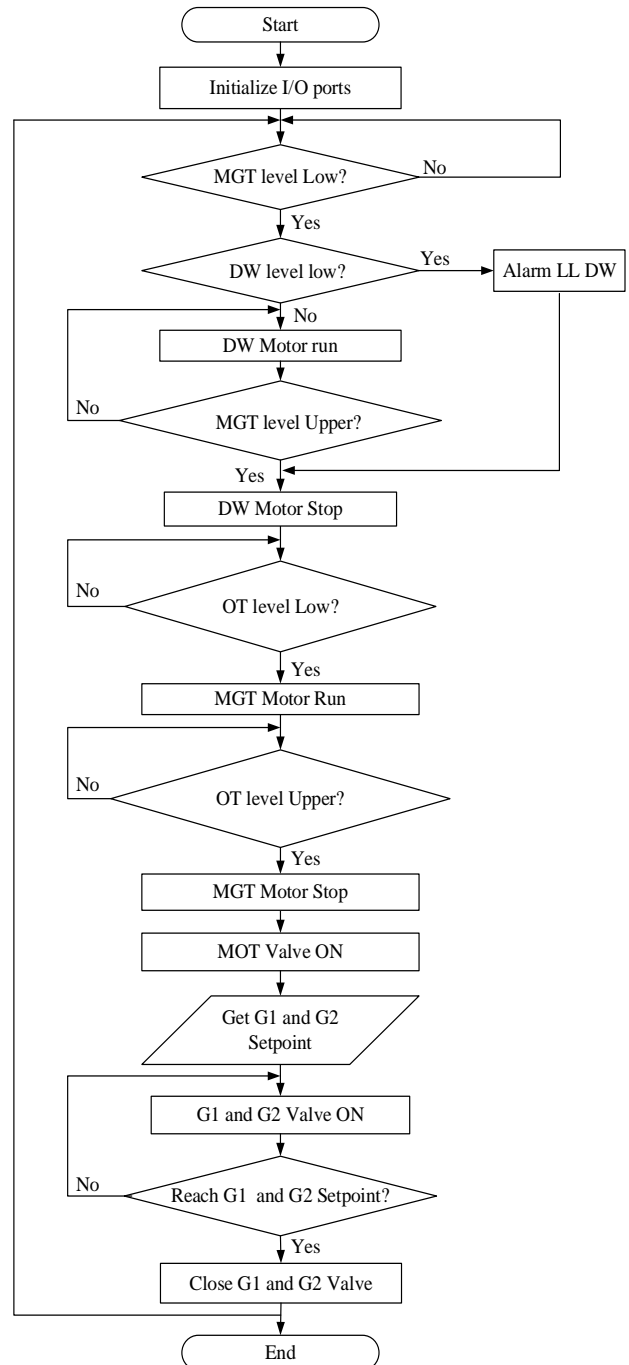 Start
Initialize I/O ports
MGT level Low?
No
Yes
DW level low?
Yes
Alarm LL DW
No
DW Motor run
MGT level Upper?
No
Yes
DW Motor Stop
OT level Low?
No
Yes
MGT Motor Run
OT level Upper?
No
Yes
MGT Motor Stop
MOT Valve ON
Get G1 and G2
Setpoint
G1 and G2 Valve ON
Reach G1 and G2 Setpoint?
No
Yes
Close G1 and G2 Valve
End